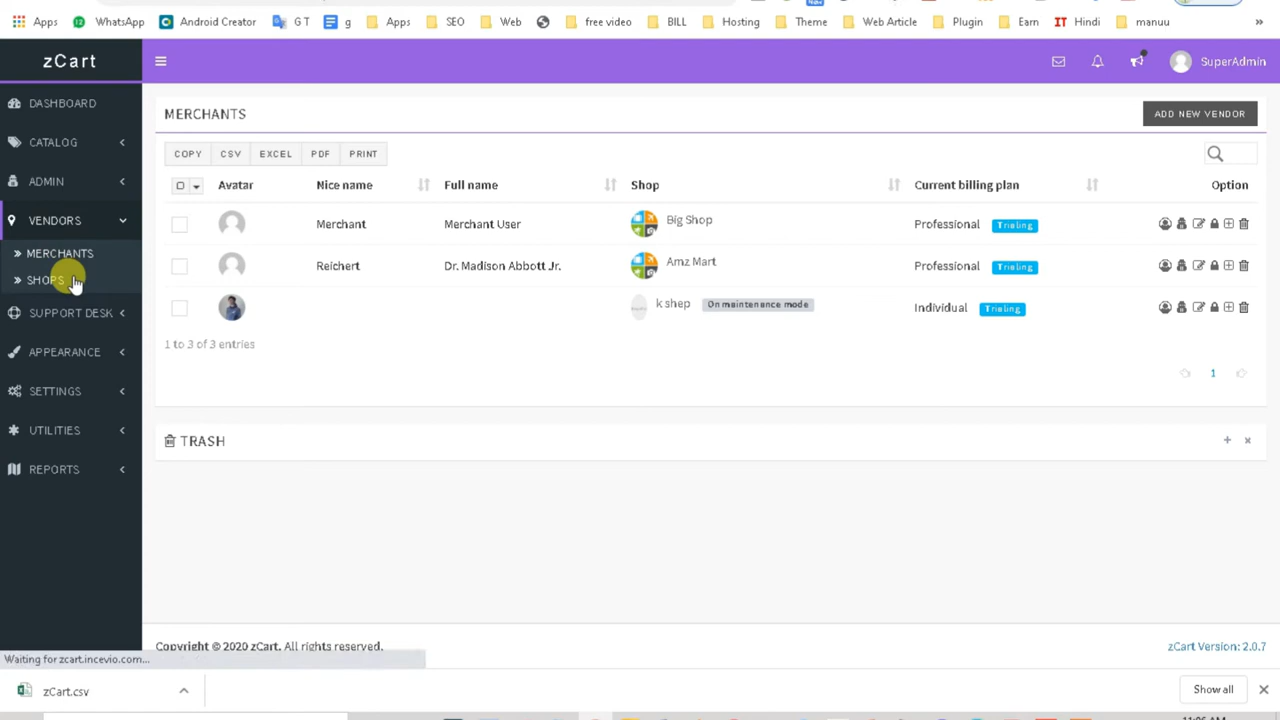 Apps WhatsApp Android Creator G T g Apps SEO Web free video BILL Hosting Theme Web Article Plugin Earn IT Hindi manuu »
12
zCart
SuperAdmin
DASHBOARD
CATALOG
ADMIN
VENDORS
» MERCHANTS
» SHOPS
SUPPORT DESK
APPEARANCE
SETTINGS
UTILITIES
REPORTS
MERCHANTS
ADD NEW VENDOR
COPY CSV EXCEL PDF PRINT
Avatar Nice name Full name Shop Current billing plan Option
Merchant Merchant User Big Shop Professional Trialing
Reichert Dr. Madison Abbott Jr. Amz Mart Professional Trialing
k shep On maintenance mode Individual Trialing
1 to 3 of 3 entries
1
TRASH
Copyright © 2020 zCart. All rights reserved.
zCart Version: 2.0.7
Waiting for zcart.incevio.com...
zCart.csv
Show all